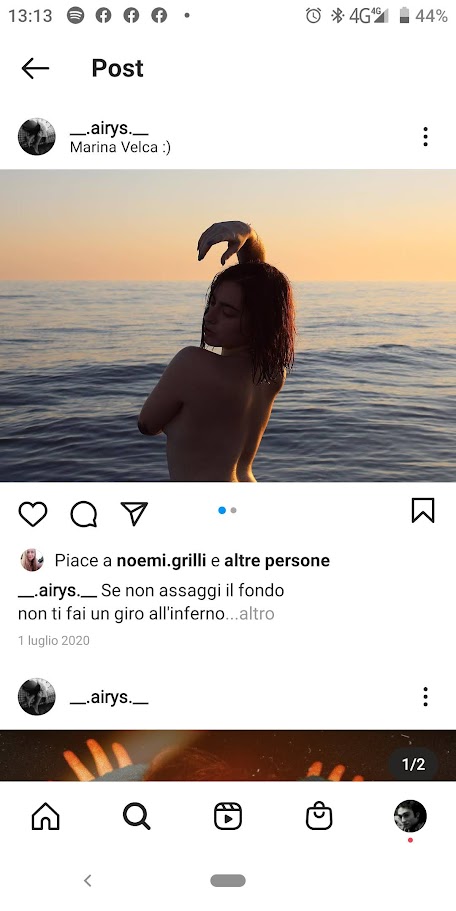 13:13
4G 4G 44%
Post
__.airys.__
Marina Velca :)
Piace a noemi.grilli e altre persone
__.airys.__ Se non assaggi il fondo
non ti fai un giro all'inferno...altro
1 luglio 2020
__.airys.__
1/2